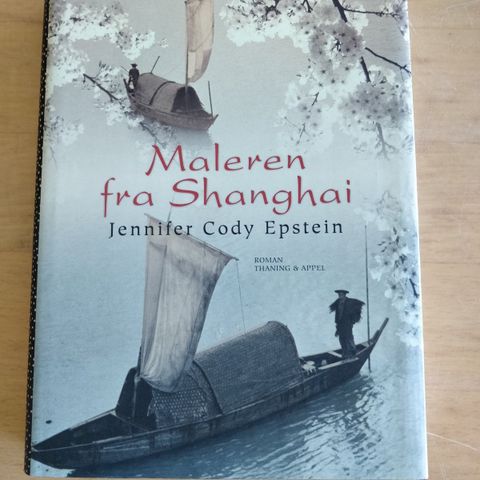 Maleren
fra Shanghai
Jennifer Cody Epstein
ROMAN
THANING & APPEL